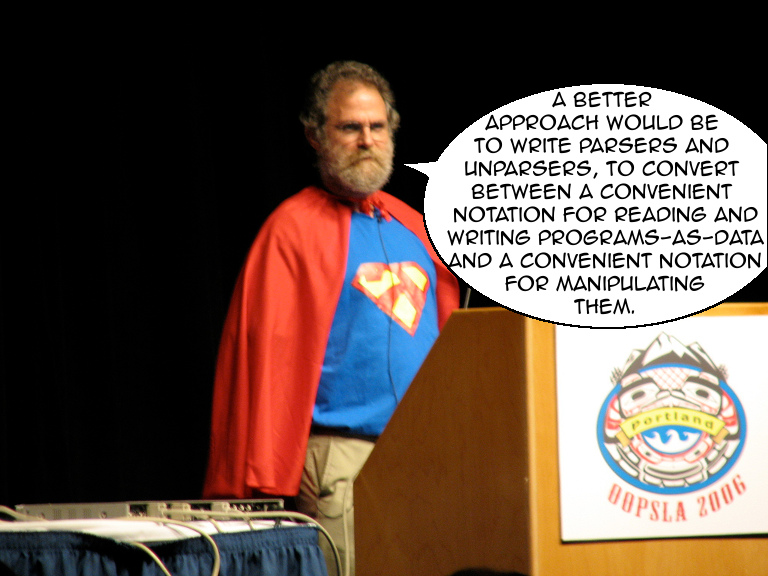 A BETTER
APPROACH WOULD BE
TO WRITE PARSERS AND
UNPARSERS, TO CONVERT
BETWEEN A CONVENIENT
NOTATION FOR READING AND
WRITING PROGRAMS-AS-DATA
AND A CONVENIENT NOTATION
FOR MANIPULATING
THEM.
Portland
OOPSLA 2006